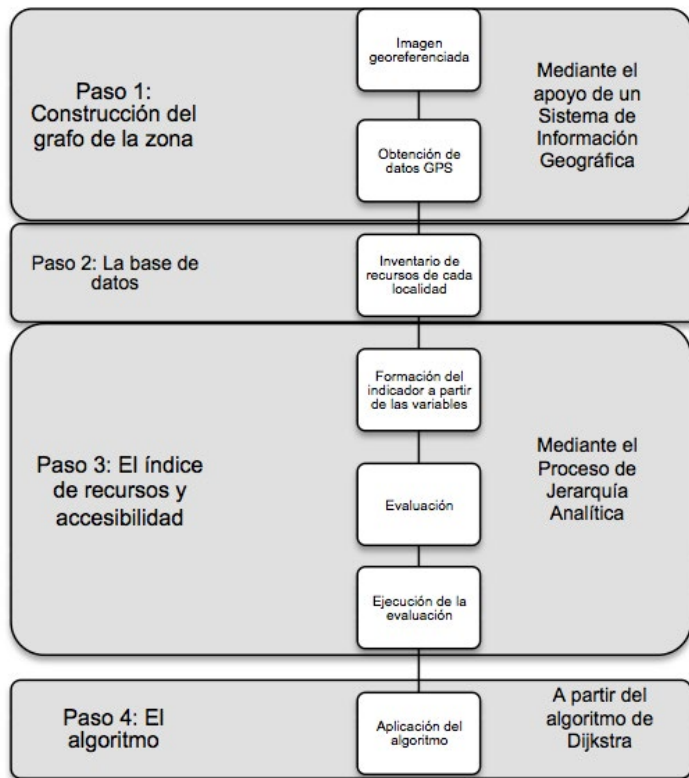 Paso 1:
Construcción del
grafo de la zona
Imagen
georeferenciada
Obtención de
datos GPS
Mediante el
apoyo de un
Sistema de
Información
Geográfica
Paso 2: La base de
datos
Inventario de
recursos de cada
localidad
Paso 3: El índice
de recursos y
accesibilidad
Formación del
indicador a partir
de las variables
Evaluación
Ejecución de la
evaluación
Mediante el
Proceso de
Jerarquía
Analítica
Paso 4: El
algoritmo
Aplicación del
algoritmo
A partir del
algoritmo de
Dijkstra